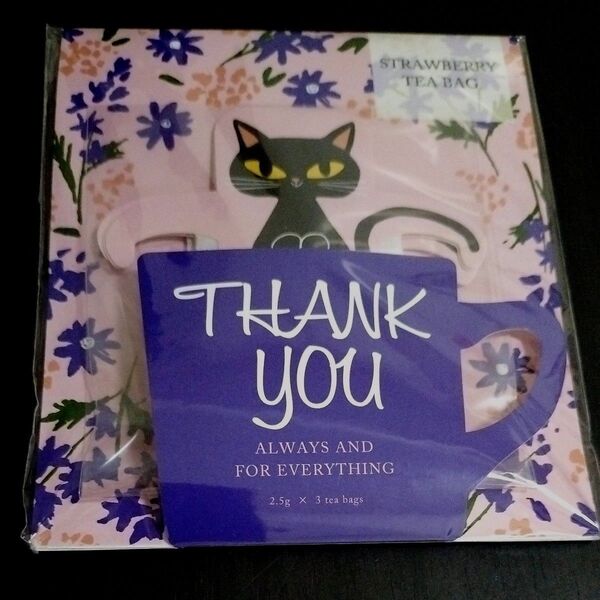 STRAWBERRY
TEA BAG
THANK
YOU
ALWAYS AND
FOR EVERYTHING
2.5g × 3 tea bags